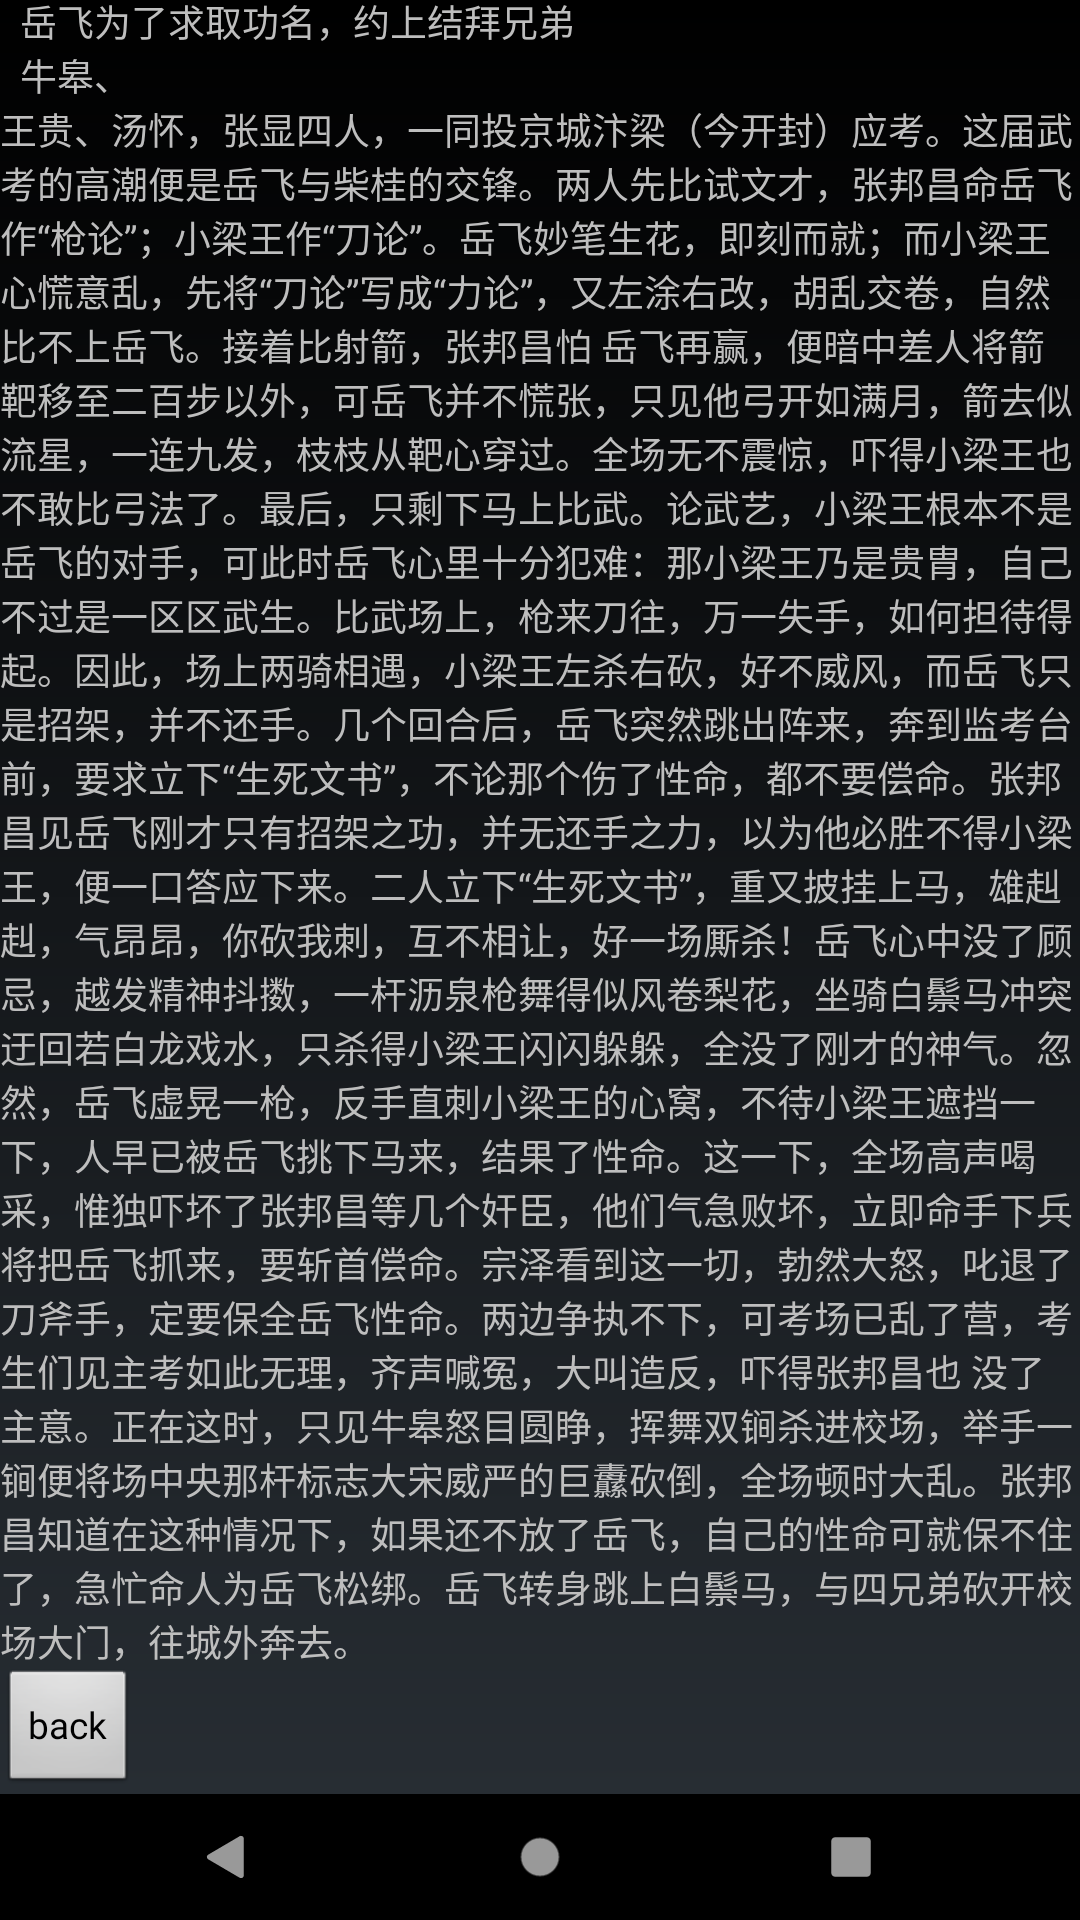 岳飞为了求取功名，约上结拜兄弟
牛皋、
王贵、汤怀，张显四人，一同投京城汴梁（今开封）应考。这届武
考的高潮便是岳飞与柴桂的交锋。两人先比试文才，张邦昌命岳飞
作“枪论”；小梁王作“刀论”。岳飞妙笔生花，即刻而就；而小梁王
心慌意乱，先将“刀论”写成“力论”，又左涂右改，胡乱交卷，自然
比不上岳飞。接着比射箭，张邦昌怕 岳飞再赢，便暗中差人将箭
靶移至二百步以外，可岳飞并不慌张，只见他弓开如满月，箭去似
流星，一连九发，枝枝从靶心穿过。全场无不震惊，吓得小梁王也
不敢比弓法了。最后，只剩下马上比武。论武艺，小梁王根本不是
岳飞的对手，可此时岳飞心里十分犯难：那小梁王乃是贵胄，自己
不过是一区区武生。比武场上，枪来刀往，万一失手，如何担待得
起。因此，场上两骑相遇，小梁王左杀右砍，好不威风，而岳飞只
是招架，并不还手。几个回合后，岳飞突然跳出阵来，奔到监考台
前，要求立下“生死文书”，不论那个伤了性命，都不要偿命。张邦
昌见岳飞刚才只有招架之功，并无还手之力，以为他必胜不得小梁
王，便一口答应下来。二人立下“生死文书”，重又披挂上马，雄赳
赳，气昂昂，你砍我刺，互不相让，好一场厮杀！岳飞心中没了顾
忌，越发精神抖擞，一杆沥泉枪舞得似风卷梨花，坐骑白鬃马冲突
迂回若白龙戏水，只杀得小梁王闪闪躲躲，全没了刚才的神气。忽
然，岳飞虚晃一枪，反手直刺小梁王的心窝，不待小梁王遮挡一
下，人早已被岳飞挑下马来，结果了性命。这一下，全场高声喝
采，惟独吓坏了张邦昌等几个奸臣，他们气急败坏，立即命手下兵
将把岳飞抓来，要斩首偿命。宗泽看到这一切，勃然大怒，叱退了
刀斧手，定要保全岳飞性命。两边争执不下，可考场已乱了营，考
生们见主考如此无理，齐声喊冤，大叫造反，吓得张邦昌也 没了
主意。正在这时，只见牛皋怒目圆睁，挥舞双锏杀进校场，举手一
锏便将场中央那杆标志大宋威严的巨纛砍倒，全场顿时大乱。张邦
昌知道在这种情况下，如果还不放了岳飞，自己的性命可就保不住
了，急忙命人为岳飞松绑。岳飞转身跳上白鬃马，与四兄弟砍开校
场大门，往城外奔去。
back